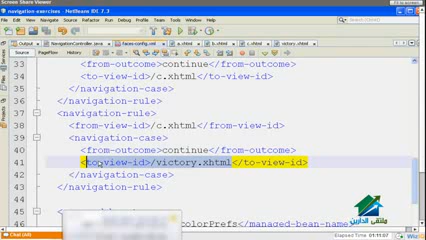 Screen Share Viewer
navigation-exercises - NetBeans IDE 7.3
File Edit View Navigate Source Refactor Run Debug Profile Team Tools Window Help
Output NavigationController.java faces-config.xml a.xhtml b.xhtml c.xhtml victory.xhtml
Source PageFlow History
33 <from-outcome>continue</from-outcome>
34 <to-view-id>/c.xhtml</to-view-id>
35 </navigation-case>
36 </navigation-rule>
37 <navigation-rule>
38 <from-view-id>/c.xhtml</from-view-id>
39 <navigation-case>
40 <from-outcome>continue</from-outcome>
41 <to-view-id>/victory.xhtml</to-view-id>
42 </navigation-case>
43 </navigation-rule>
45
colorPrefs</managed-bean-name>
ملتقى الدارين
Chat (All)
Elapsed Time: 01:11:07